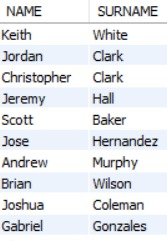 NAME SURNAME
Keith White
Jordan Clark
Christopher Clark
Jeremy Hall
Scott Baker
Jose Hernandez
Andrew Murphy
Brian Wilson
Joshua Coleman
Gabriel Gonzales